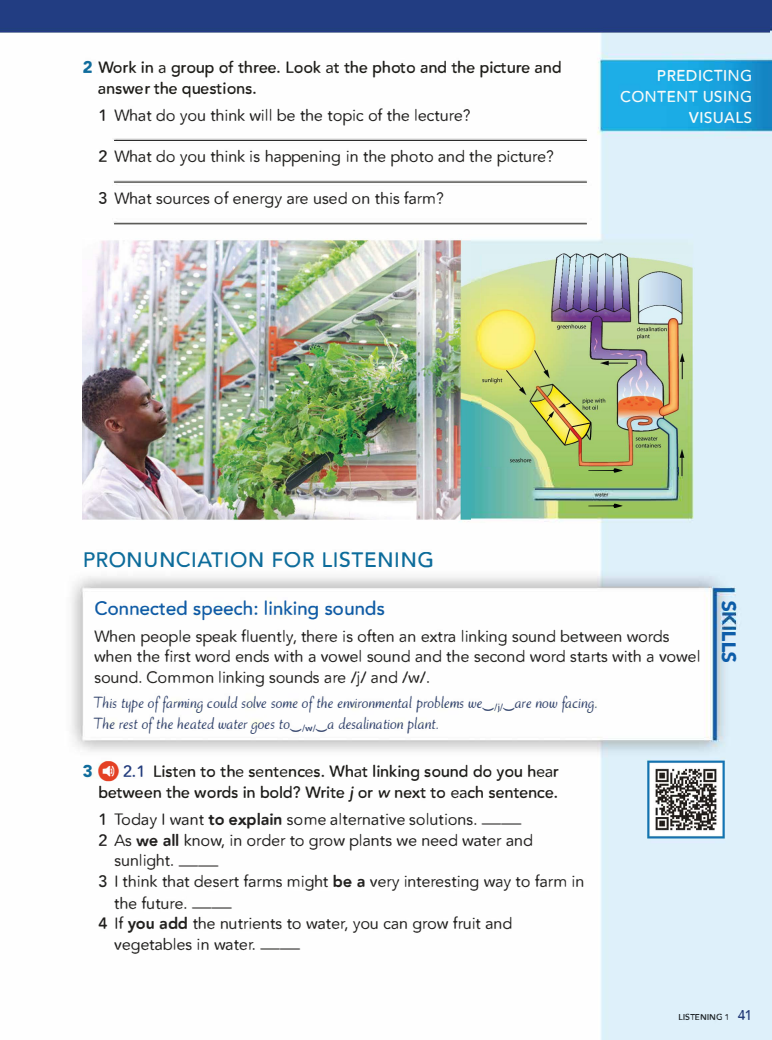 2 Work in a group of three. Look at the photo and the picture and
answer the questions.
PREDICTING
CONTENT USING
VISUALS
1 What do you think will be the topic of the lecture?
2 What do you think is happening in the photo and the picture?
3 What sources of energy are used on this farm?
greenhouse
desalination
plant
sunlight
pipe with
hot oil
seawater
containers
seashore
water
PRONUNCIATION FOR LISTENING
SKILLS
Connected speech: linking sounds
When people speak fluently, there is often an extra linking sound between words
when the first word ends with a vowel sound and the second word starts with a vowel
sound. Common linking sounds are /j/ and /w/.
This type of farming could solve some of the environmental problems we‿/j/‿are now facing.
The rest of the heated water goes to‿/w/‿a desalination plant.
3 2.1 Listen to the sentences. What linking sound do you hear
between the words in bold? Write j or w next to each sentence.
1 Today I want to explain some alternative solutions. _____
2 As we all know, in order to grow plants we need water and
sunlight. _____
3 I think that desert farms might be a very interesting way to farm in
the future. _____
4 If you add the nutrients to water, you can grow fruit and
vegetables in water. _____
LISTENING 1 41